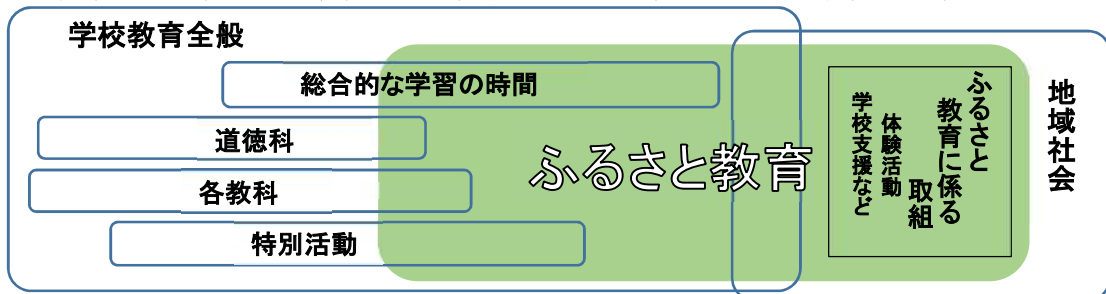 学校教育全般
総合的な学習の時間
道徳科
各教科
特別活動
ふるさと教育
ふるさと
教育に係る
取組
体験活動
学校支援など
地域社会